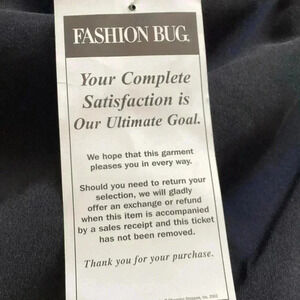 FASHION BUG®
Your Complete
Satisfaction is
Our Ultimate Goal.
We hope that this garment
pleases you in every way.
Should you need to return your
selection, we will gladly
offer an exchange or refund
when this item is accompanied
by a sales receipt and this ticket
has not been removed.
Thank you for your purchase.